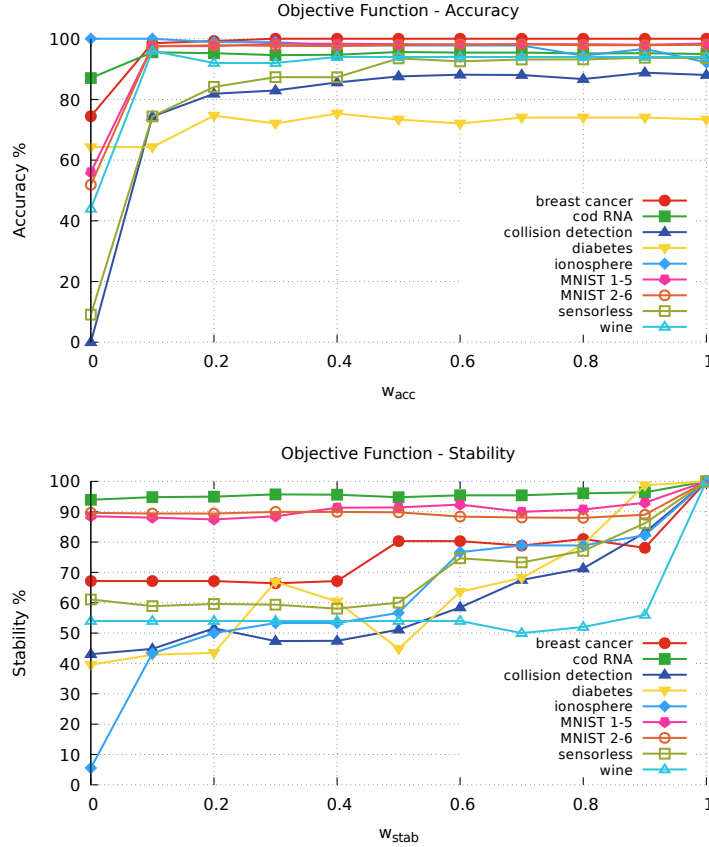 Objective Function - Accuracy
100
80
60
40
20
0
Accuracy %
breast cancer
cod RNA
collision detection
diabetes
ionosphere
MNIST 1-5
MNIST 2-6
sensorless
wine
0 0.2 0.4 0.6 0.8 1
w_acc
Objective Function - Stability
100
90
80
70
60
50
40
30
20
10
0
Stability %
breast cancer
cod RNA
collision detection
diabetes
ionosphere
MNIST 1-5
MNIST 2-6
sensorless
wine
0 0.2 0.4 0.6 0.8 1
w_stab